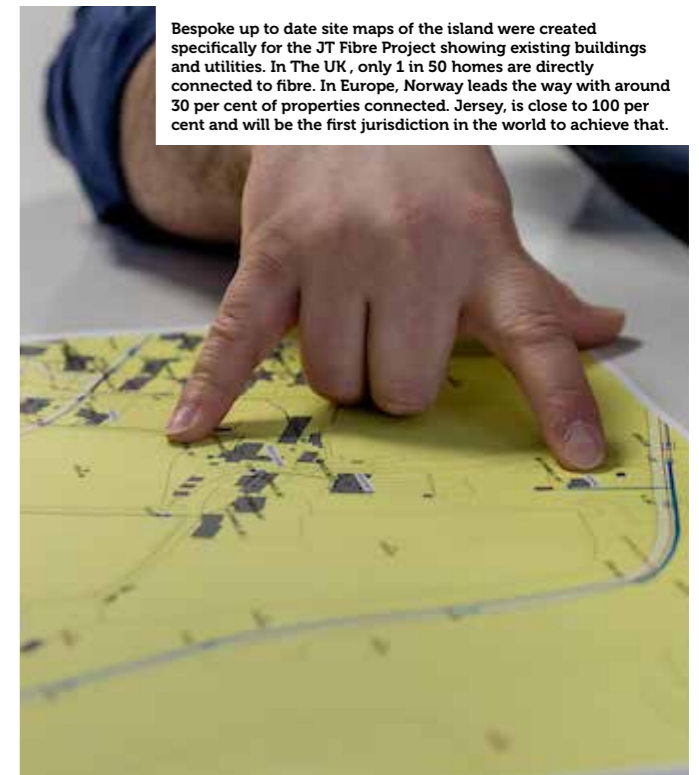 Bespoke up to date site maps of the island were created
specifically for the JT Fibre Project showing existing buildings
and utilities. In The UK , only 1 in 50 homes are directly
connected to fibre. In Europe, Norway leads the way with around
30 per cent of properties connected. Jersey, is close to 100 per
cent and will be the first jurisdiction in the world to achieve that.